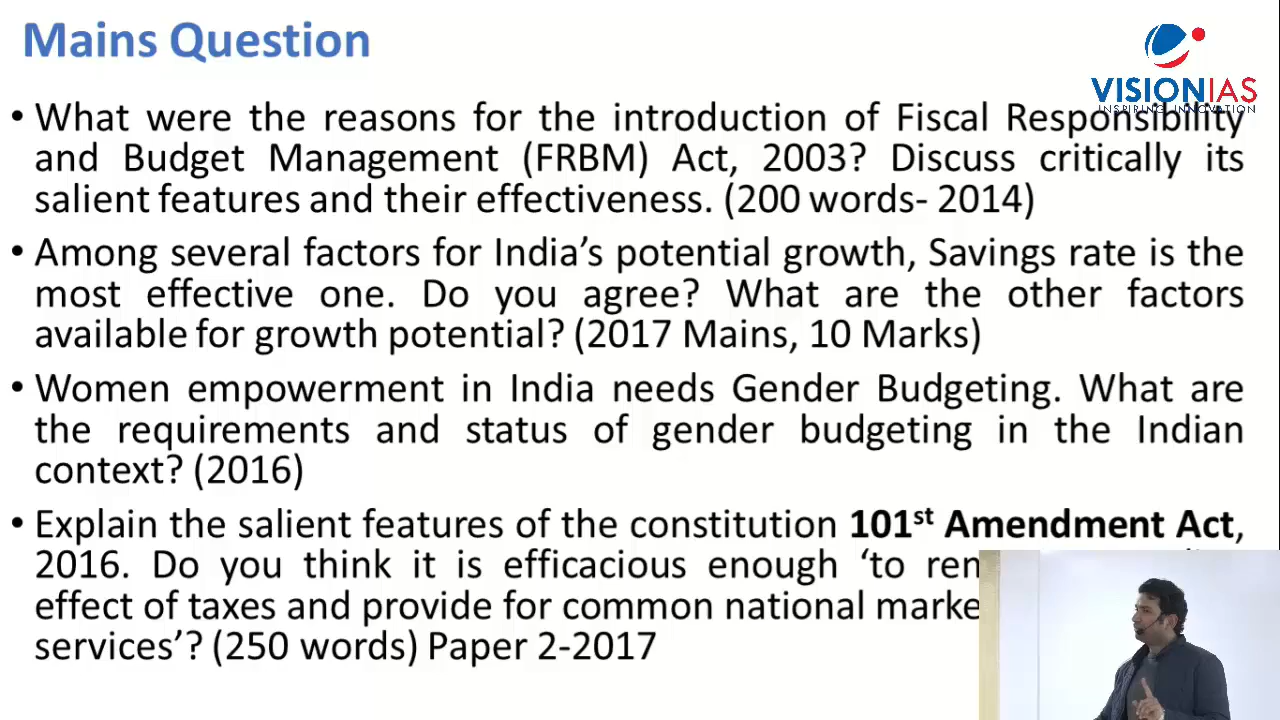 Mains Question
VISIONIAS
INSPIRING INNOVATION
• What were the reasons for the introduction of Fiscal Responsibility
and Budget Management (FRBM) Act, 2003? Discuss critically its
salient features and their effectiveness. (200 words- 2014)
• Among several factors for India’s potential growth, Savings rate is the
most effective one. Do you agree? What are the other factors
available for growth potential? (2017 Mains, 10 Marks)
• Women empowerment in India needs Gender Budgeting. What are
the requirements and status of gender budgeting in the Indian
context? (2016)
• Explain the salient features of the constitution 101st Amendment Act,
2016. Do you think it is efficacious enough ‘to
effect of taxes and provide for common national
services’? (250 words) Paper 2-2017